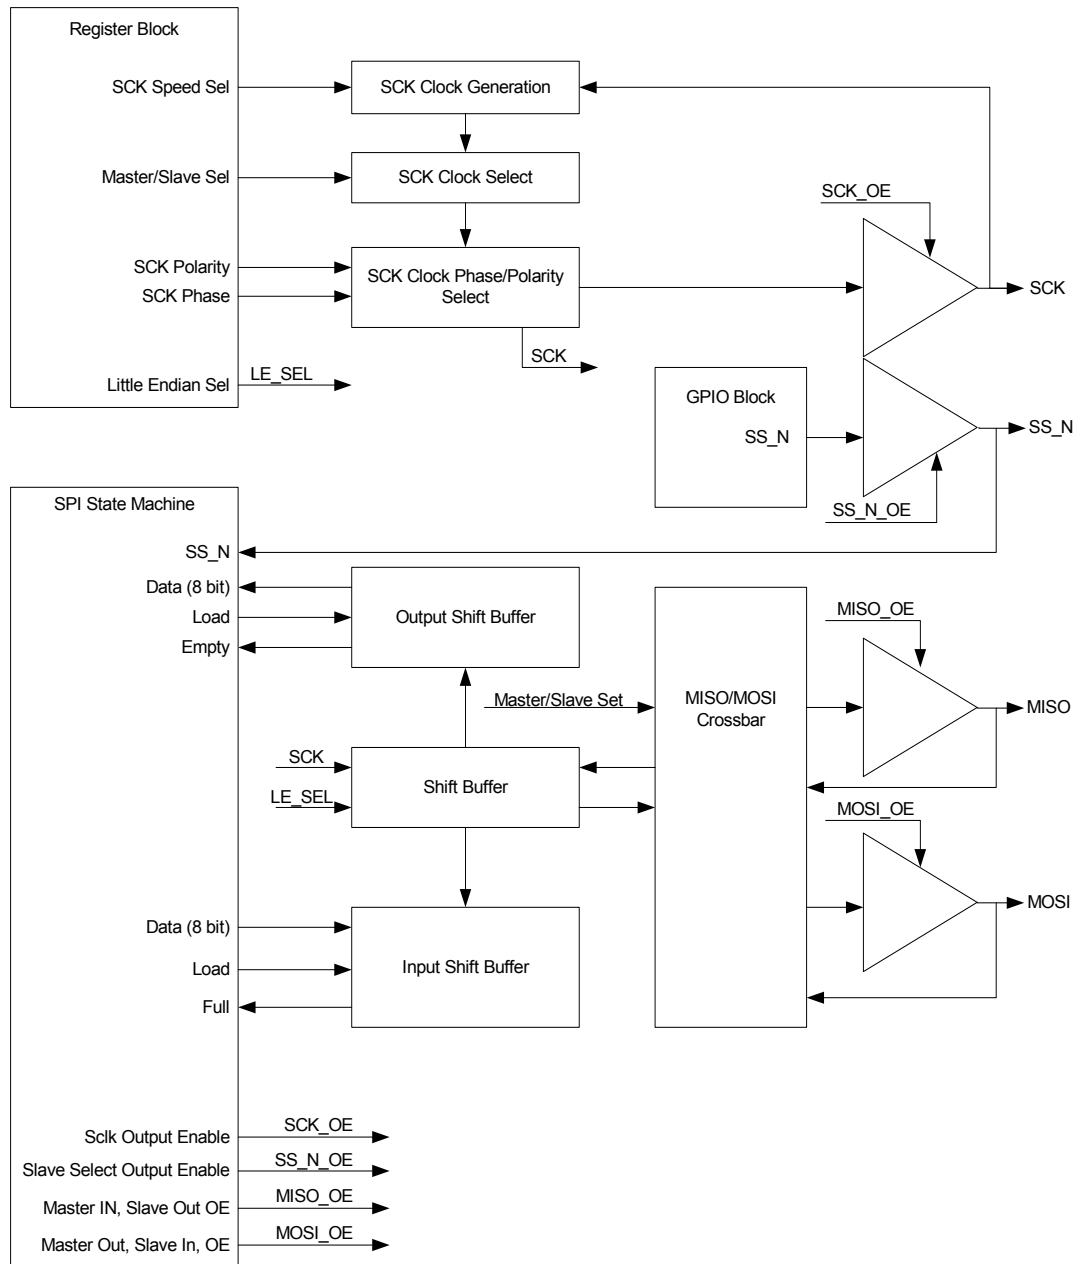 Register Block
SCK Speed Sel
SCK Clock Generation
Master/Slave Sel
SCK Clock Select
SCK_OE
SCK Polarity
SCK Phase
SCK Clock Phase/Polarity
Select
SCK
SCK
Little Endian Sel
LE_SEL
GPIO Block
SS_N
SS_N
SS_N_OE
SPI State Machine
SS_N
Data (8 bit)
Load
Empty
Output Shift Buffer
MISO_OE
Master/Slave Set
MISO/MOSI
Crossbar
MISO
SCK
LE_SEL
Shift Buffer
MOSI_OE
MOSI
Data (8 bit)
Load
Full
Input Shift Buffer
Sclk Output Enable
SCK_OE
Slave Select Output Enable
SS_N_OE
Master IN, Slave Out OE
MISO_OE
Master Out, Slave In, OE
MOSI_OE